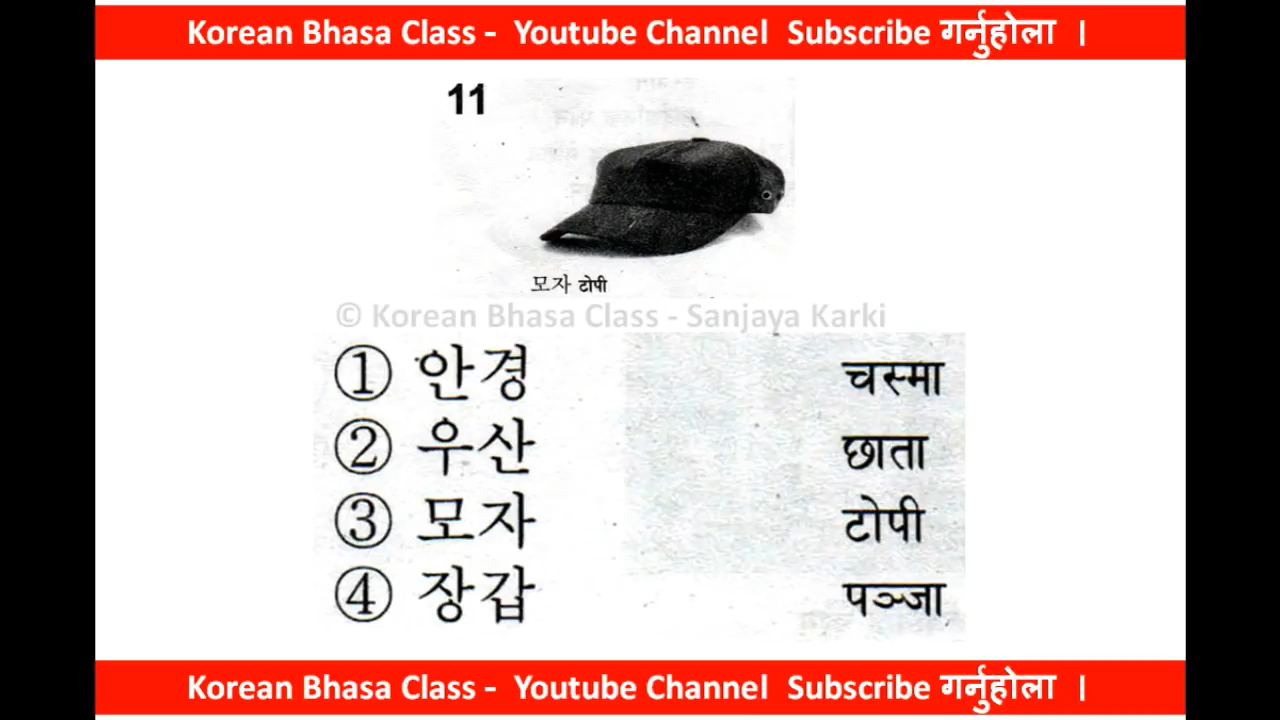 Korean Bhasa Class - Youtube Channel Subscribe गर्नुहोला ।
11
모자 टोपी
© Korean Bhasa Class - Sanjaya Karki
① 안경 चस्मा
② 우산 छाता
③ 모자 टोपी
④ 장갑 पञ्जा
Korean Bhasa Class - Youtube Channel Subscribe गर्नुहोला ।